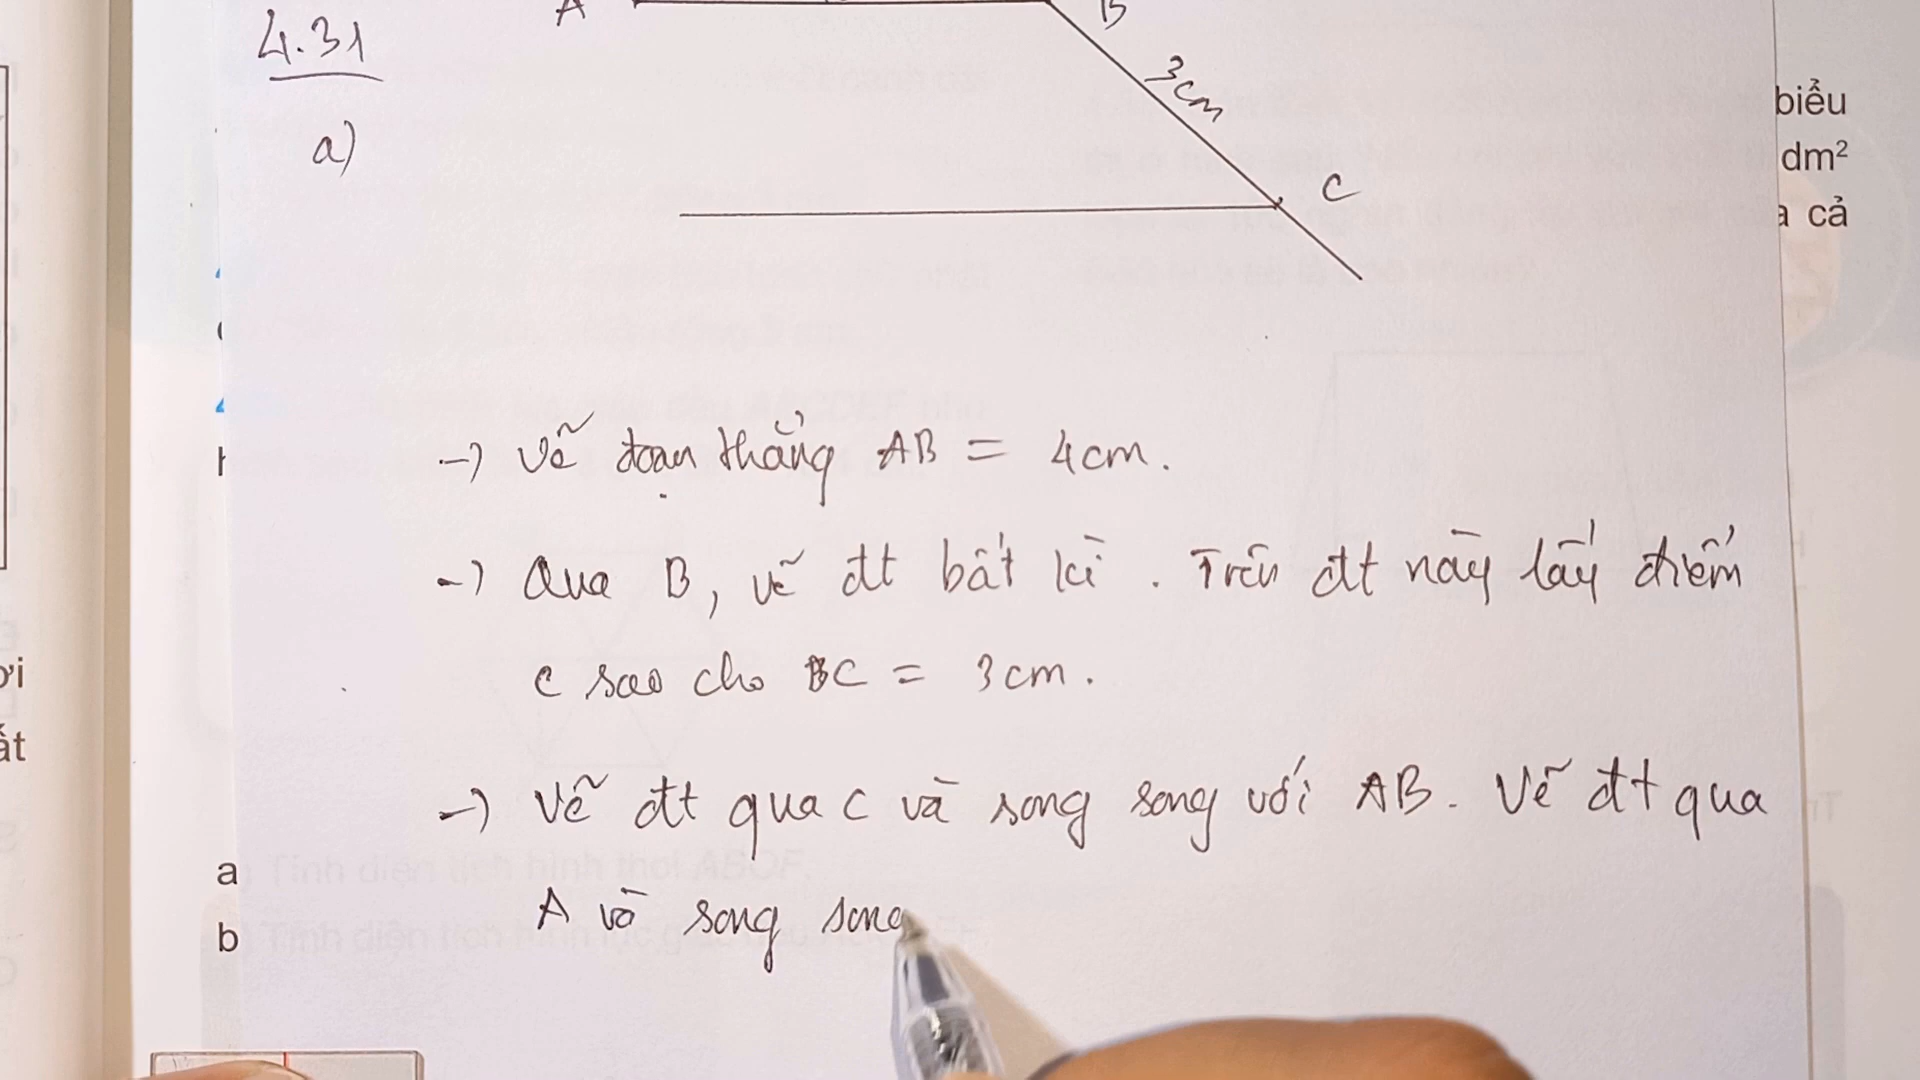 A B
4.31
3cm
biểu
a)
dm²
C
a cả
-) Vẽ đoạn thẳng AB = 4cm.
-) Qua B, vẽ đt bất kì . Trên đt này lấy điểm
C sao cho BC = 3cm.
ơi
ất
-) Vẽ đt qua C và song song với AB. Vẽ đt qua
a
A và song song
b